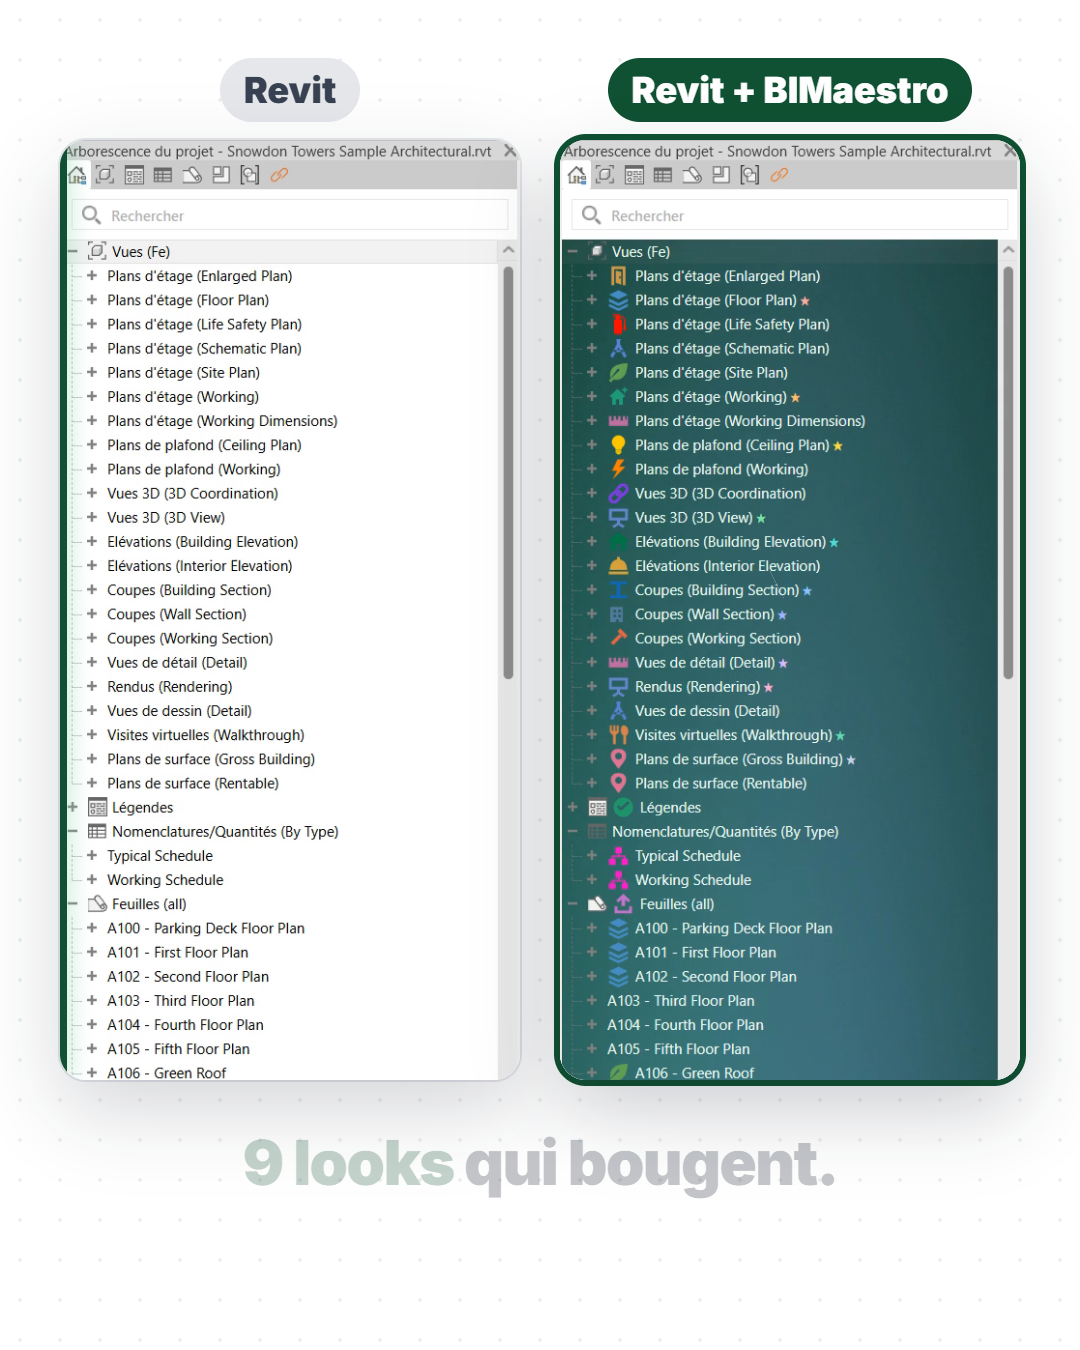 Revit
Arborescence du projet - Snowdon Towers Sample Architectural.rvt
Rechercher
Vues (Fe)
Plans d'étage (Enlarged Plan)
Plans d'étage (Floor Plan)
Plans d'étage (Life Safety Plan)
Plans d'étage (Schematic Plan)
Plans d'étage (Site Plan)
Plans d'étage (Working)
Plans d'étage (Working Dimensions)
Plans de plafond (Ceiling Plan)
Plans de plafond (Working)
Vues 3D (3D Coordination)
Vues 3D (3D View)
Elévations (Building Elevation)
Elévations (Interior Elevation)
Coupes (Building Section)
Coupes (Wall Section)
Coupes (Working Section)
Vues de détail (Detail)
Rendus (Rendering)
Vues de dessin (Detail)
Visites virtuelles (Walkthrough)
Plans de surface (Gross Building)
Plans de surface (Rentable)
Légendes
Nomenclatures/Quantités (By Type)
Typical Schedule
Working Schedule
Feuilles (all)
A100 - Parking Deck Floor Plan
A101 - First Floor Plan
A102 - Second Floor Plan
A103 - Third Floor Plan
A104 - Fourth Floor Plan
A105 - Fifth Floor Plan
A106 - Green Roof
Revit + BIMaestro
Arborescence du projet - Snowdon Towers Sample Architectural.rvt
Rechercher
Vues (Fe)
Plans d'étage (Enlarged Plan)
Plans d'étage (Floor Plan)
Plans d'étage (Life Safety Plan)
Plans d'étage (Schematic Plan)
Plans d'étage (Site Plan)
Plans d'étage (Working)
Plans d'étage (Working Dimensions)
Plans de plafond (Ceiling Plan)
Plans de plafond (Working)
Vues 3D (3D Coordination)
Vues 3D (3D View)
Elévations (Building Elevation)
Elévations (Interior Elevation)
Coupes (Building Section)
Coupes (Wall Section)
Coupes (Working Section)
Vues de détail (Detail)
Rendus (Rendering)
Vues de dessin (Detail)
Visites virtuelles (Walkthrough)
Plans de surface (Gross Building)
Plans de surface (Rentable)
Légendes
Nomenclatures/Quantités (By Type)
Typical Schedule
Working Schedule
Feuilles (all)
A100 - Parking Deck Floor Plan
A101 - First Floor Plan
A102 - Second Floor Plan
A103 - Third Floor Plan
A104 - Fourth Floor Plan
A105 - Fifth Floor Plan
A106 - Green Roof
9 looks qui bougent.